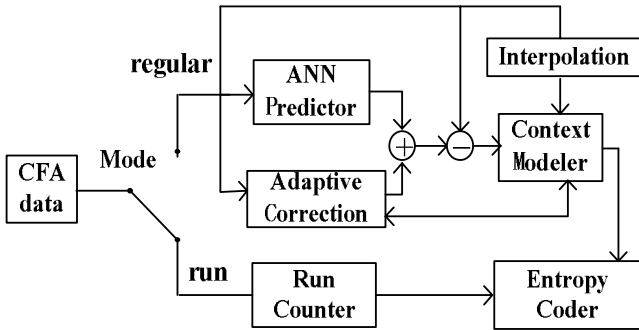 regular
ANN
Predictor
Interpolation
Mode
CFA
data
+
−
Context
Modeler
Adaptive
Correction
run
Run
Counter
Entropy
Coder